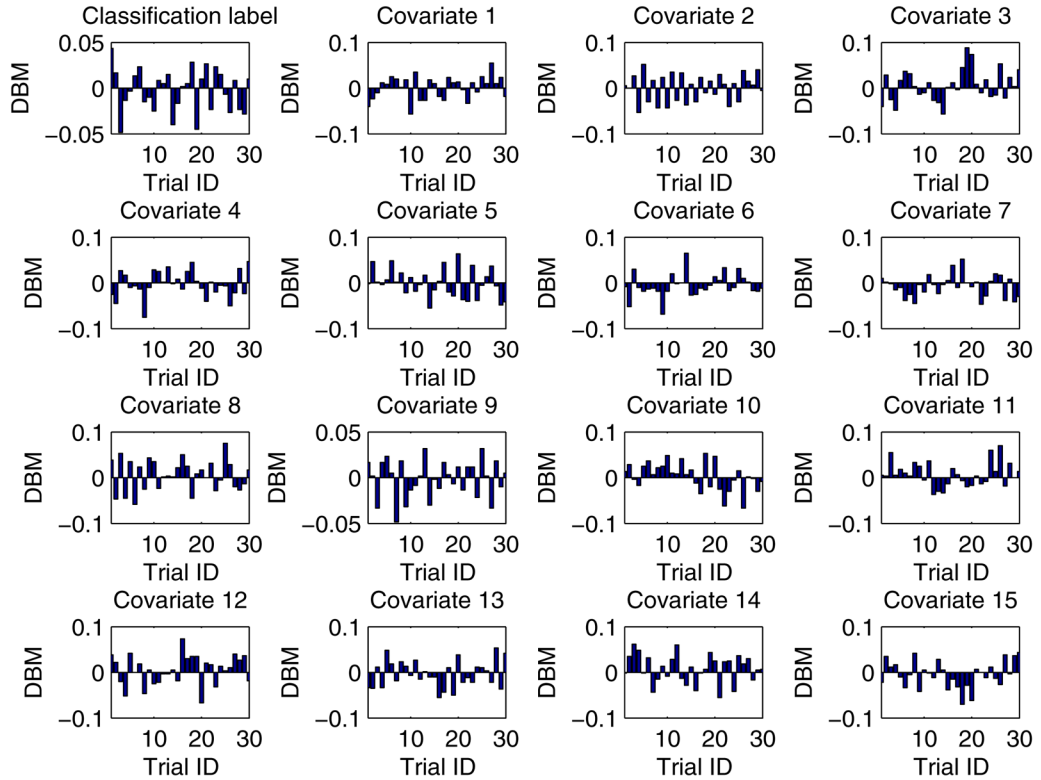 Classification label
0.05
0
−0.05
DBM
10 20 30
Trial ID
Covariate 1
0.1
0
−0.1
DBM
10 20 30
Trial ID
Covariate 2
0.1
0
−0.1
DBM
10 20 30
Trial ID
Covariate 3
0.1
0
−0.1
DBM
10 20 30
Trial ID
Covariate 4
0.1
0
−0.1
DBM
10 20 30
Trial ID
Covariate 5
0.1
0
−0.1
DBM
10 20 30
Trial ID
Covariate 6
0.1
0
−0.1
DBM
10 20 30
Trial ID
Covariate 7
0.1
0
−0.1
DBM
10 20 30
Trial ID
Covariate 8
0.1
0
−0.1
DBM
10 20 30
Trial ID
Covariate 9
0.05
0
−0.05
DBM
10 20 30
Trial ID
Covariate 10
0.1
0
−0.1
DBM
10 20 30
Trial ID
Covariate 11
0.1
0
−0.1
DBM
10 20 30
Trial ID
Covariate 12
0.1
0
−0.1
DBM
10 20 30
Trial ID
Covariate 13
0.1
0
−0.1
DBM
10 20 30
Trial ID
Covariate 14
0.1
0
−0.1
DBM
10 20 30
Trial ID
Covariate 15
0.1
0
−0.1
DBM
10 20 30
Trial ID